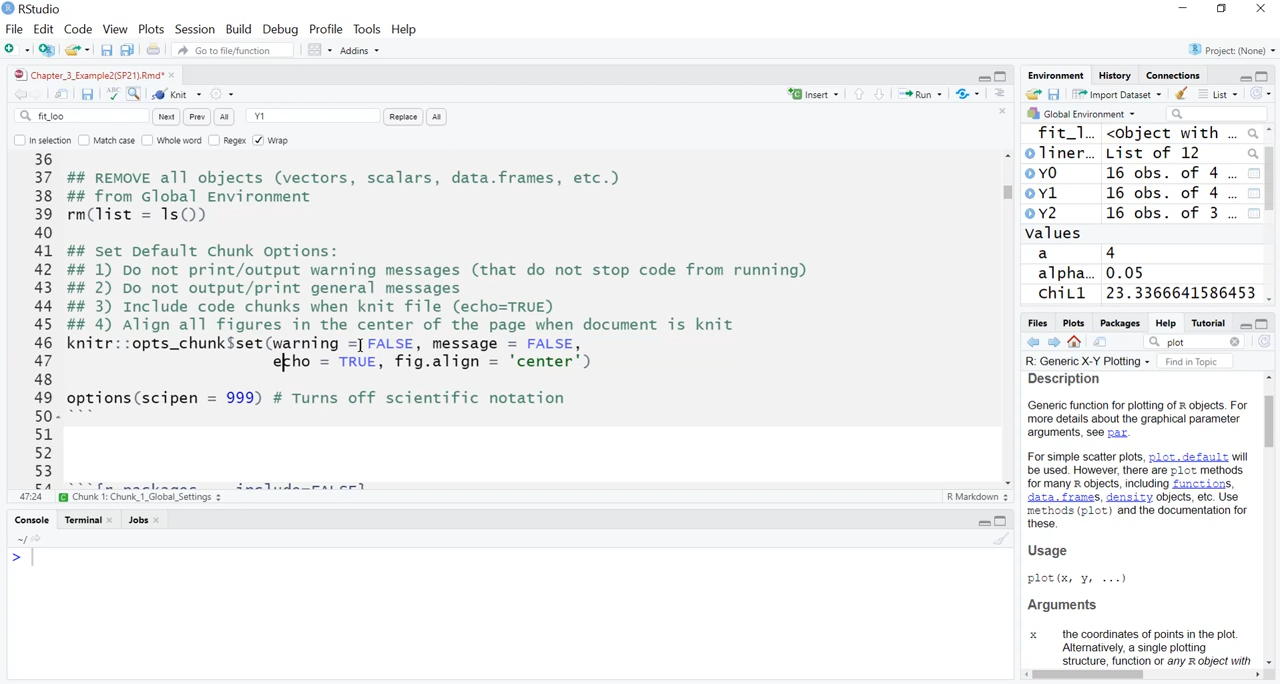 RStudio
File Edit Code View Plots Session Build Debug Profile Tools Help
Go to file/function Addins Project: (None)
Chapter_3_Example2(SP21).Rmd*
Knit Insert Run
fit_loo Next Prev All Y1 Replace All
In selection Match case Whole word Regex Wrap
36
37 ## REMOVE all objects (vectors, scalars, data.frames, etc.)
38 ## from Global Environment
39 rm(list = ls())
40
41 ## Set Default Chunk Options:
42 ## 1) Do not print/output warning messages (that do not stop code from running)
43 ## 2) Do not output/print general messages
44 ## 3) Include code chunks when knit file (echo=TRUE)
45 ## 4) Align all figures in the center of the page when document is knit
46 knitr::opts_chunk$set(warning = FALSE, message = FALSE,
47 echo = TRUE, fig.align = 'center')
48
49 options(scipen = 999) # Turns off scientific notation
50 ```
51
52
53
47:24 Chunk 1: Chunk_1_Global_Settings R Markdown
Console Terminal Jobs
~/
>
Environment History Connections
Import Dataset List
Global Environment
fit_l… <Object with …
liner… List of 12
Y0 16 obs. of 4 …
Y1 16 obs. of 4 …
Y2 16 obs. of 3 …
Values
a 4
alpha… 0.05
ChiL1 23.3366641586453
Files Plots Packages Help Tutorial
plot
R: Generic X-Y Plotting Find in Topic
Description
Generic function for plotting of R objects. For
more details about the graphical parameter
arguments, see par.
For simple scatter plots, plot.default will
be used. However, there are plot methods
for many R objects, including functions,
data.frames, density objects, etc. Use
methods(plot) and the documentation for
these.
Usage
plot(x, y, ...)
Arguments
x the coordinates of points in the plot.
Alternatively, a single plotting
structure, function or any R object with